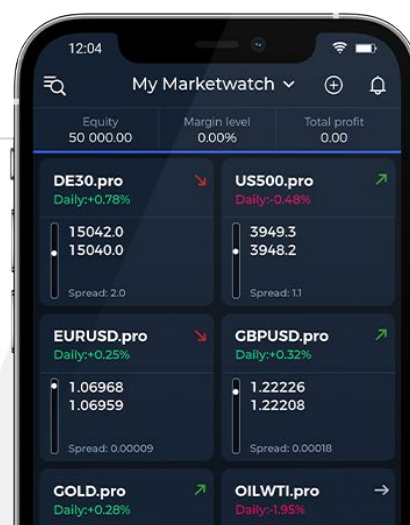 12:04
My Marketwatch
Equity Margin level Total profit
50 000.00 0.00% 0.00
DE30.pro US500.pro
Daily:+0.78% Daily:-0.48%
15042.0 3949.3
15040.0 3948.2
Spread: 2.0 Spread: 1.1
EURUSD.pro GBPUSD.pro
Daily:+0.25% Daily:+0.32%
1.06968 1.22226
1.06959 1.22208
Spread: 0.00009 Spread: 0.00018
GOLD.pro OILWTI.pro
Daily:+0.28% Daily:-1.95%